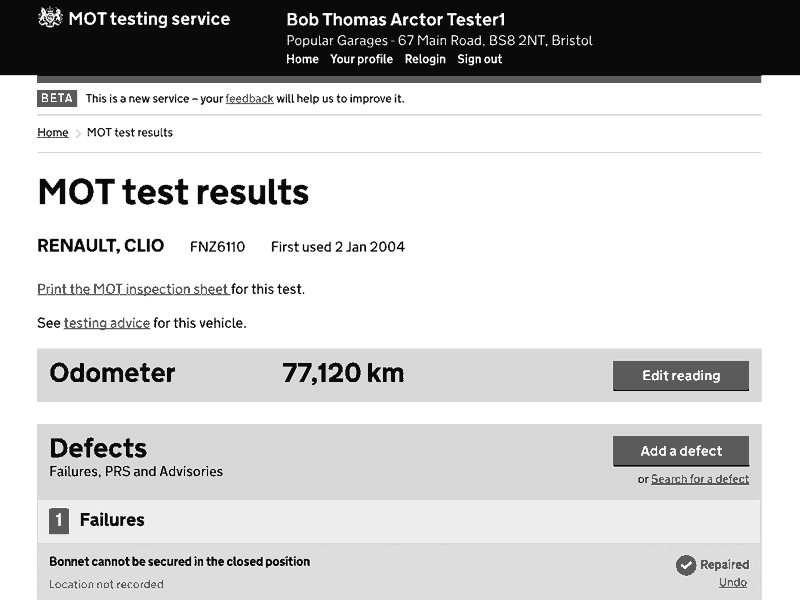 MOT testing service
Bob Thomas Arctor Tester1
Popular Garages - 67 Main Road, BS8 2NT, Bristol
Home Your profile Relogin Sign out
BETA This is a new service – your feedback will help us to improve it.
Home > MOT test results
MOT test results
RENAULT, CLIO FNZ6110 First used 2 Jan 2004
Print the MOT inspection sheet for this test.
See testing advice for this vehicle.
Odometer 77,120 km Edit reading
Defects
Failures, PRS and Advisories
Add a defect
or Search for a defect
1 Failures
Bonnet cannot be secured in the closed position
Location not recorded
Repaired
Undo